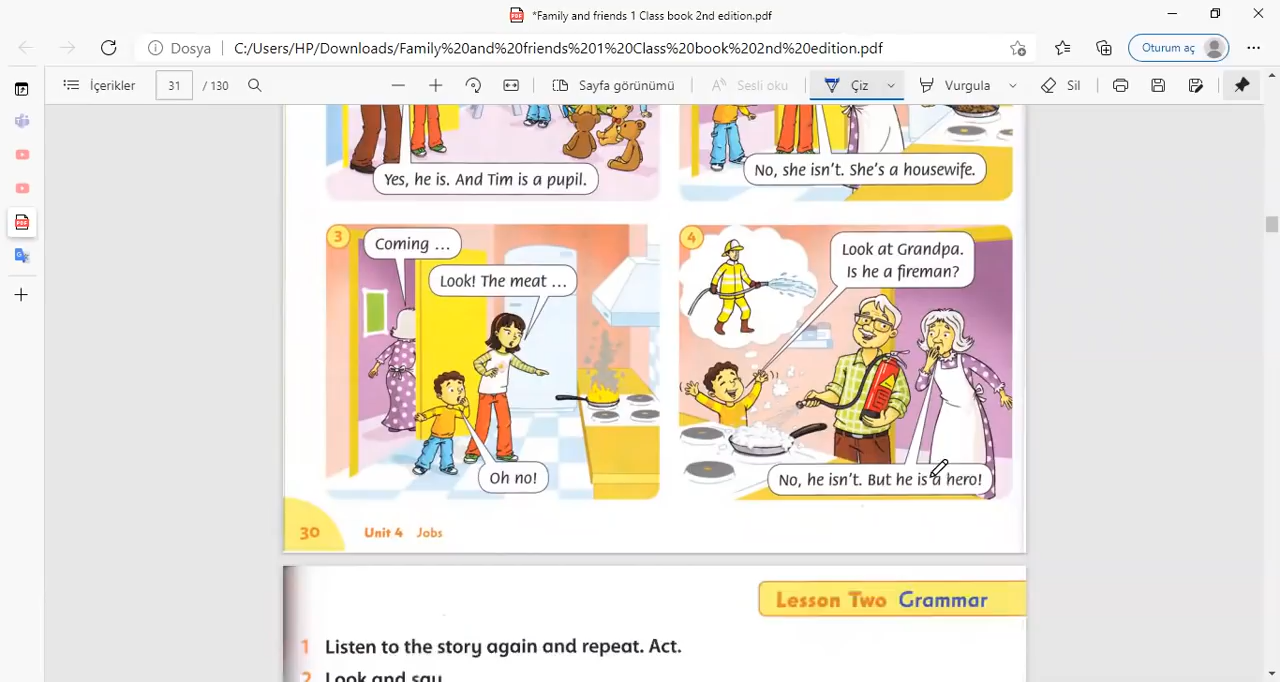 *Family and friends 1 Class book 2nd edition.pdf
Dosya
C:/Users/HP/Downloads/Family%20and%20friends%201%20Class%20book%202nd%20edition.pdf
Oturum aç
İçerikler
31
/ 130
Sayfa görünümü
Sesli oku
Çiz
Vurgula
Sil
Yes, he is. And Tim is a pupil.
No, she isn't. She's a housewife.
3
Coming ...
Look! The meat ...
Oh no!
4
Look at Grandpa.
Is he a fireman?
No, he isn't. But he is a hero!
30
Unit 4 Jobs
Lesson Two Grammar
1 Listen to the story again and repeat. Act.
2 Look and say.